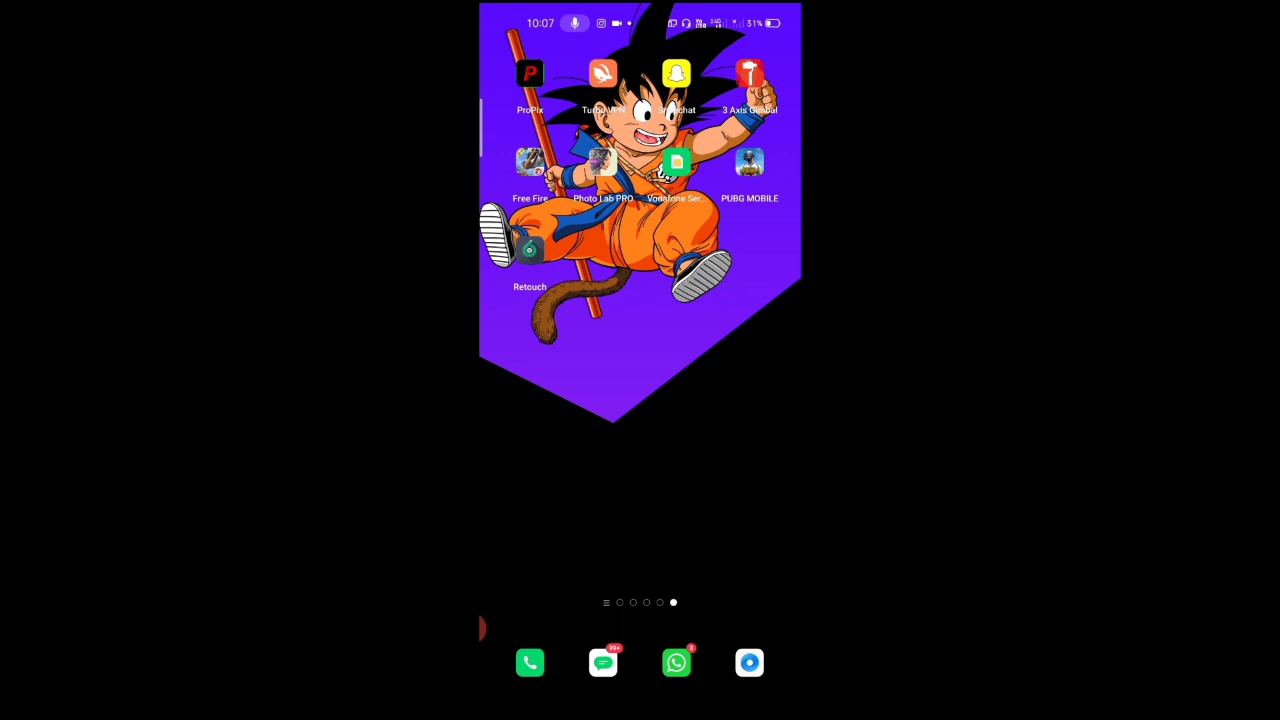 10:07
31%
P
ProPix
Turbo VPN
Snapchat
3 Axis Gimbal
Free Fire
Photo Lab PRO
Vodafone Ser...
PUBG MOBILE
Retouch
99+
3